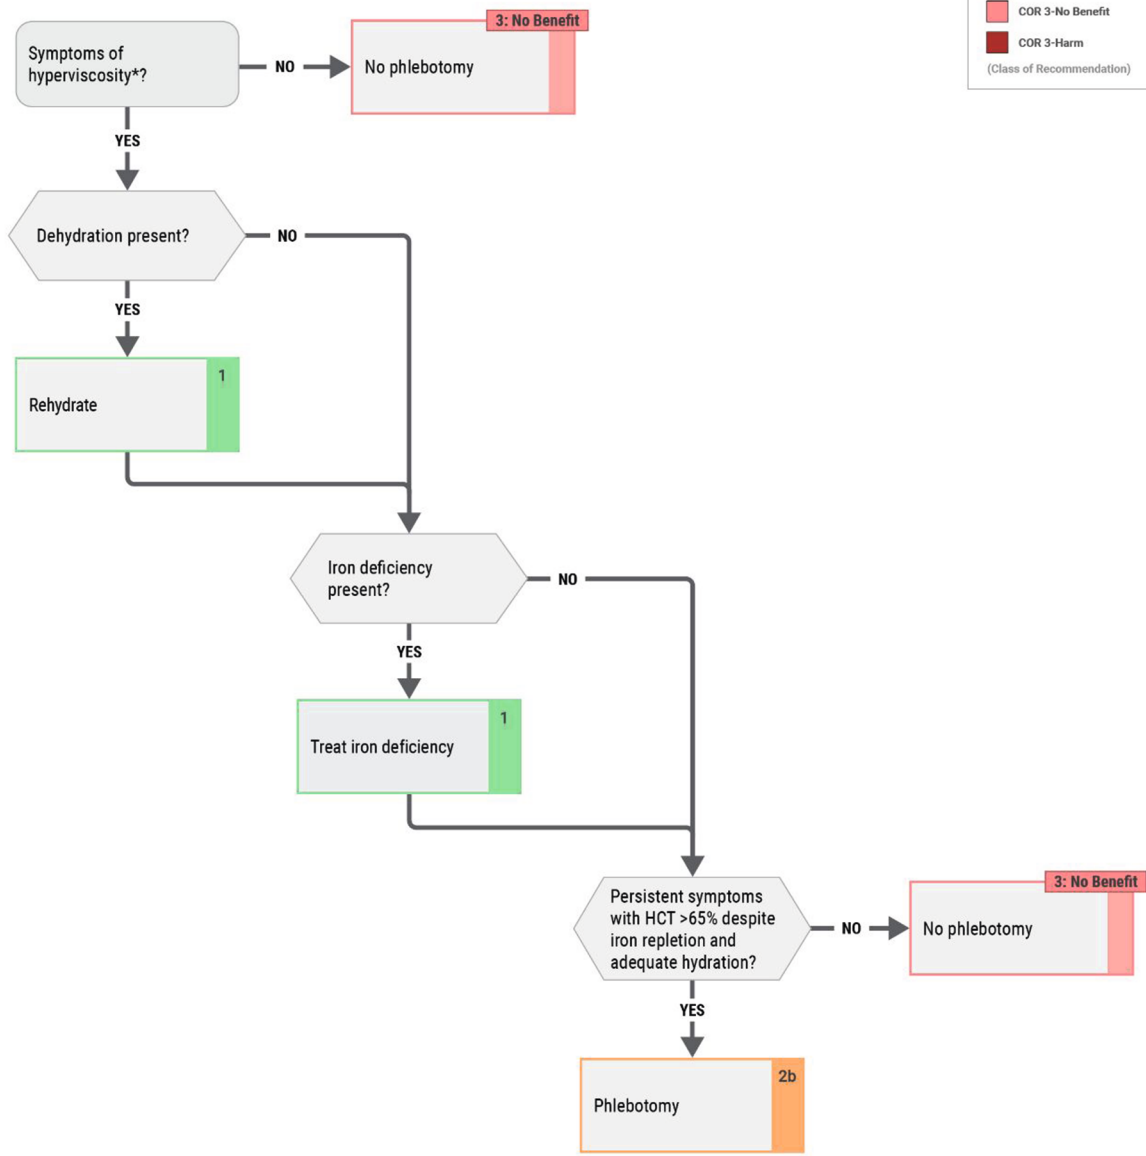 3: No Benefit
Symptoms of
hyperviscosity*?
NO
No phlebotomy
COR 3-No Benefit
COR 3-Harm
(Class of Recommendation)
YES
Dehydration present?
NO
YES
1
Rehydrate
Iron deficiency
present?
NO
YES
1
Treat iron deficiency
Persistent symptoms
with HCT >65% despite
iron repletion and
adequate hydration?
NO
3: No Benefit
No phlebotomy
YES
2b
Phlebotomy